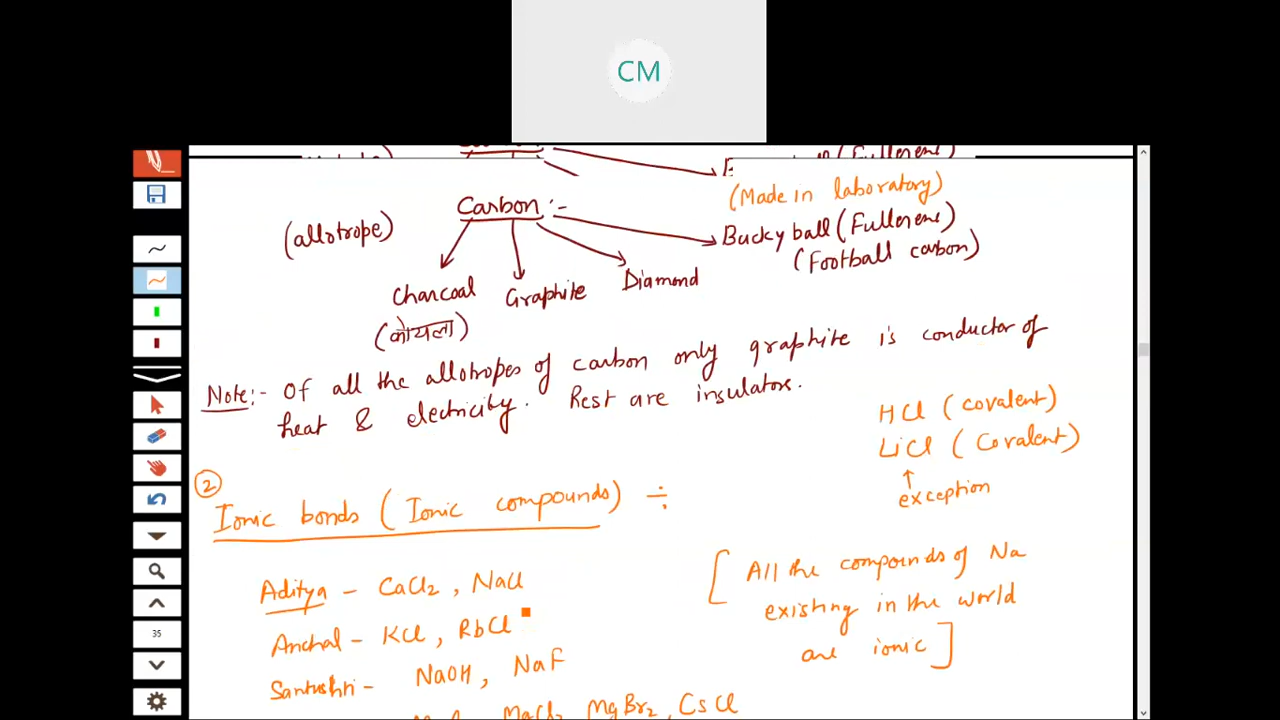 CM
(Made in laboratory)
Carbon :-
(allotrope)
Bucky ball (Fullerene)
(Football carbon)
Charcoal
Graphite
Diamond
(कोयला)
Note:- Of all the allotropes of carbon only graphite is conductor of
heat & electricity. Rest are insulators.
HCl (covalent)
LiCl (Covalent)
↑
exception
②
Ionic bonds (Ionic compounds) ÷
Aditya - CaCl2, NaCl
Anchal - KCl, RbCl
Santushti - NaOH, NaF
MgCl2, MgBr2, CsCl
[All the compounds of Na
existing in the world
are ionic]
35